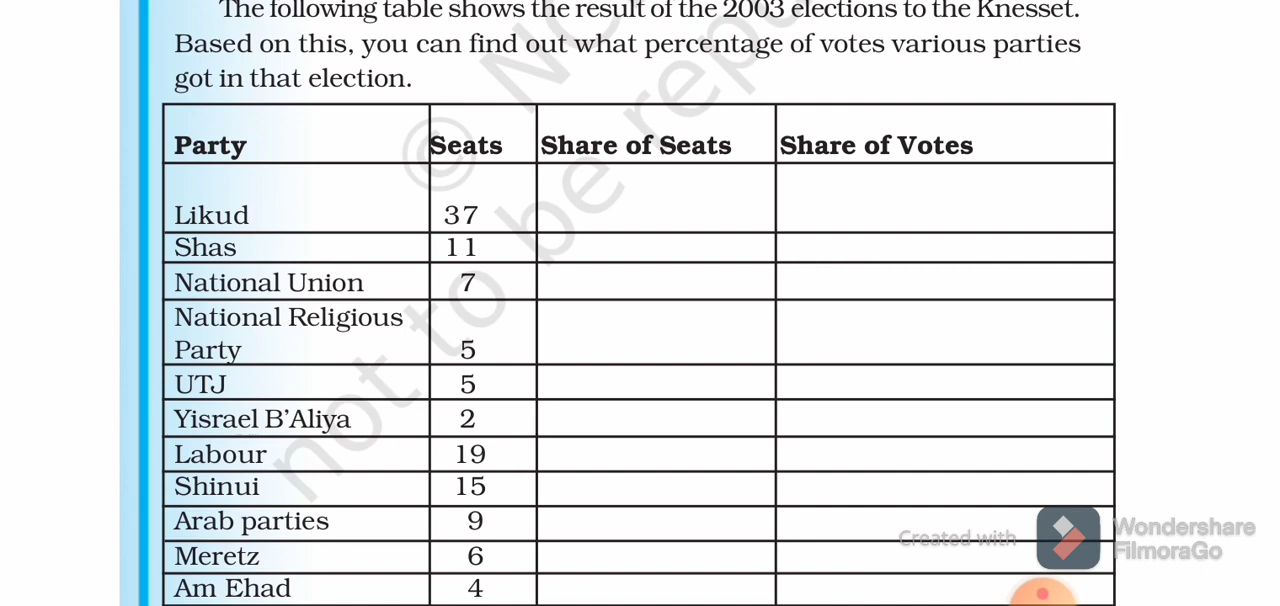 The following table shows the result of the 2003 elections to the Knesset.
Based on this, you can find out what percentage of votes various parties
got in that election.
Party Seats Share of Seats Share of Votes
Likud 37
Shas 11
National Union 7
National Religious
Party 5
UTJ 5
Yisrael B'Aliya 2
Labour 19
Shinui 15
Arab parties 9
Meretz 6
Am Ehad 4
not to be
Created with
Wondershare
FilmoraGo